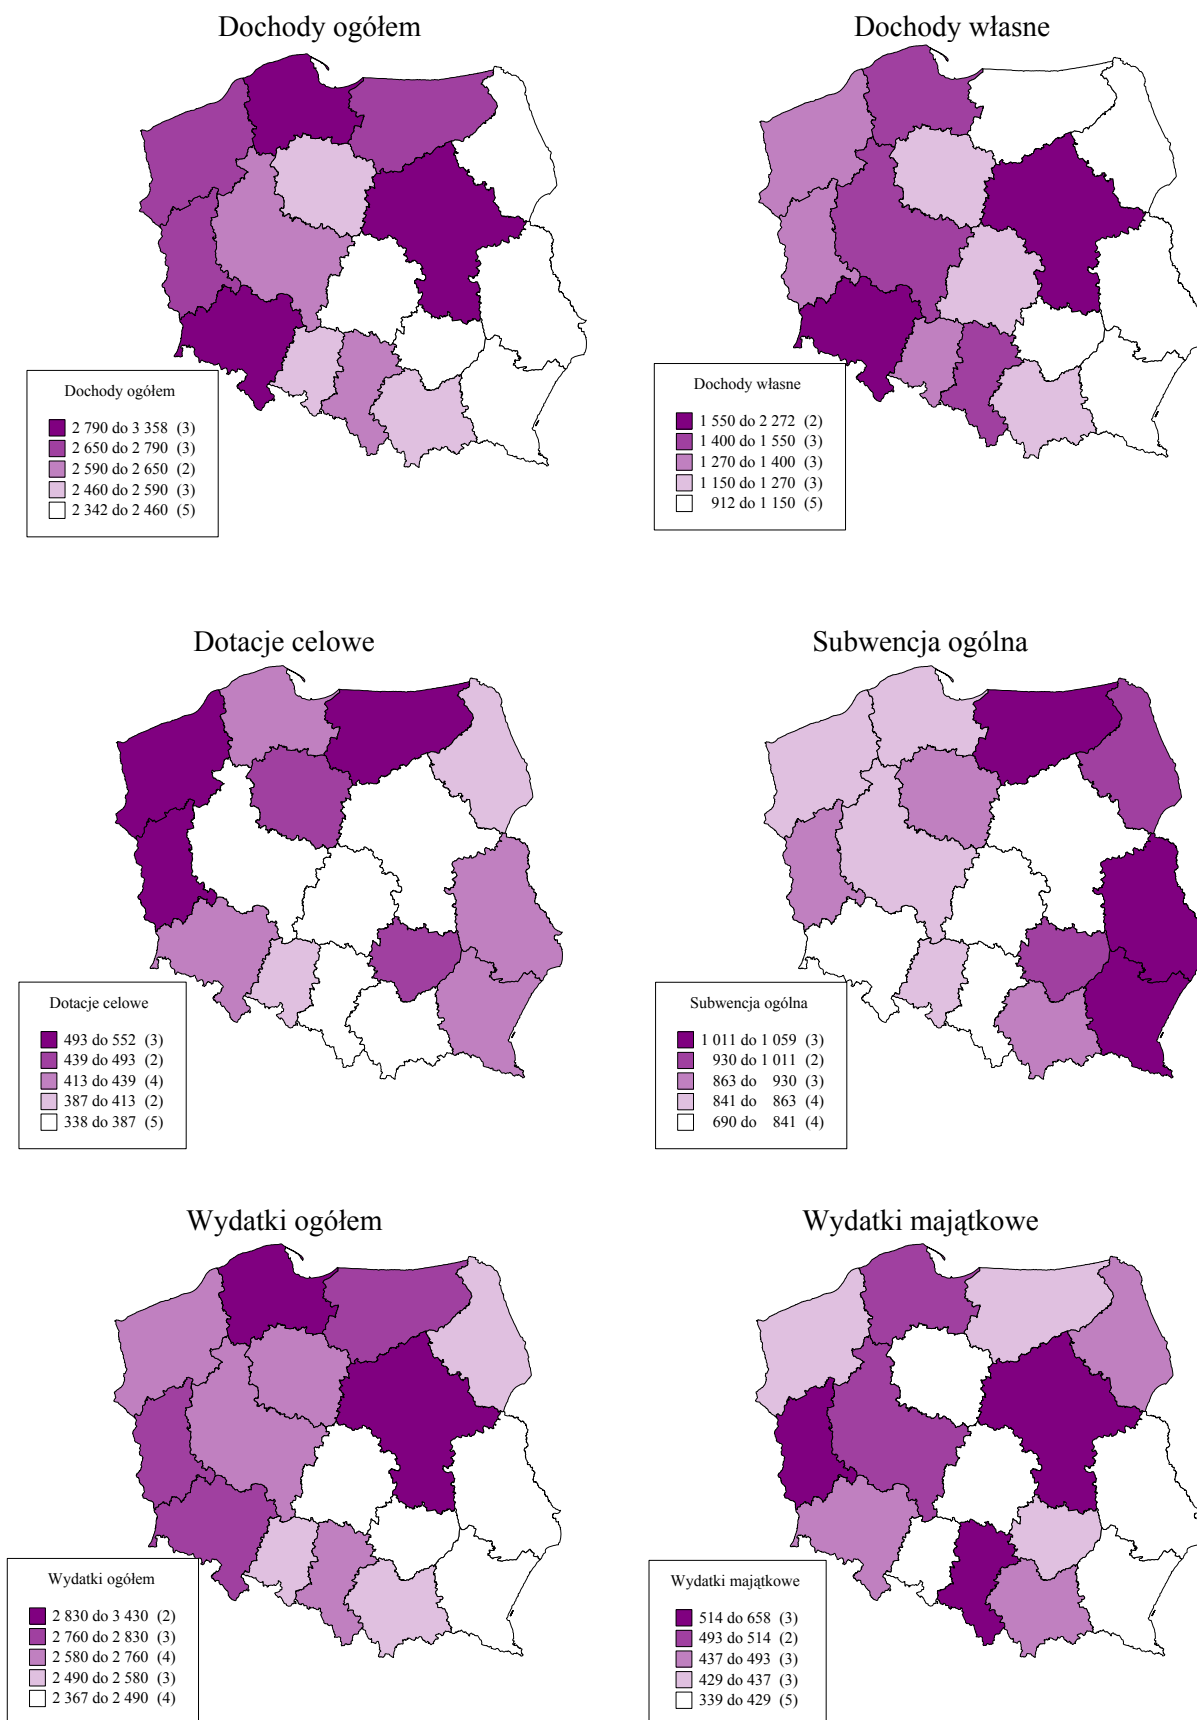 Dochody ogółem
Dochody własne
Dochody ogółem
2 790 do 3 358 (3)
2 650 do 2 790 (3)
2 590 do 2 650 (2)
2 460 do 2 590 (3)
2 342 do 2 460 (5)
Dochody własne
1 550 do 2 272 (2)
1 400 do 1 550 (3)
1 270 do 1 400 (3)
1 150 do 1 270 (3)
912 do 1 150 (5)
Dotacje celowe
Subwencja ogólna
Dotacje celowe
493 do 552 (3)
439 do 493 (2)
413 do 439 (4)
387 do 413 (2)
338 do 387 (5)
Subwencja ogólna
1 011 do 1 059 (3)
930 do 1 011 (2)
863 do 930 (3)
841 do 863 (4)
690 do 841 (4)
Wydatki ogółem
Wydatki majątkowe
Wydatki ogółem
2 830 do 3 430 (2)
2 760 do 2 830 (3)
2 580 do 2 760 (4)
2 490 do 2 580 (3)
2 367 do 2 490 (4)
Wydatki majątkowe
514 do 658 (3)
493 do 514 (2)
437 do 493 (3)
429 do 437 (3)
339 do 429 (5)